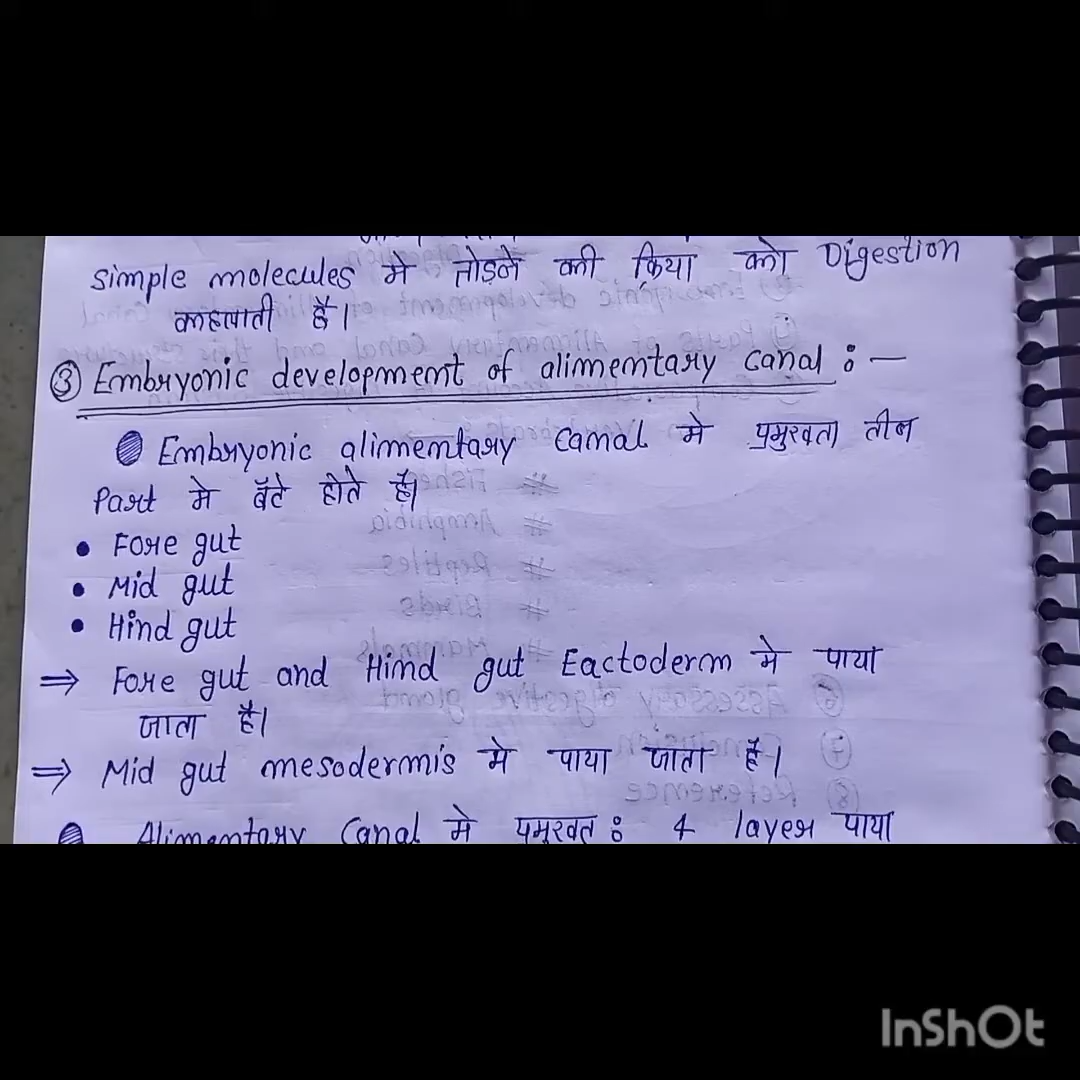 simple molecules मे तोड़ने की क्रिया को Digestion
कहलाती है।
③ Embryonic development of alimentary canal : —
Embryonic alimentary canal मे प्रमुखता तीन
Part मे बँटे होते है।
• Fore gut
• Mid gut
• Hind gut
⇒ Fore gut and Hind gut Eactoderm मे पाया
जाता है।
⇒ Mid gut mesodermis मे पाया जाता है।
Alimentary Canal मे प्रमुखत : 4 layer पाया
InShOt